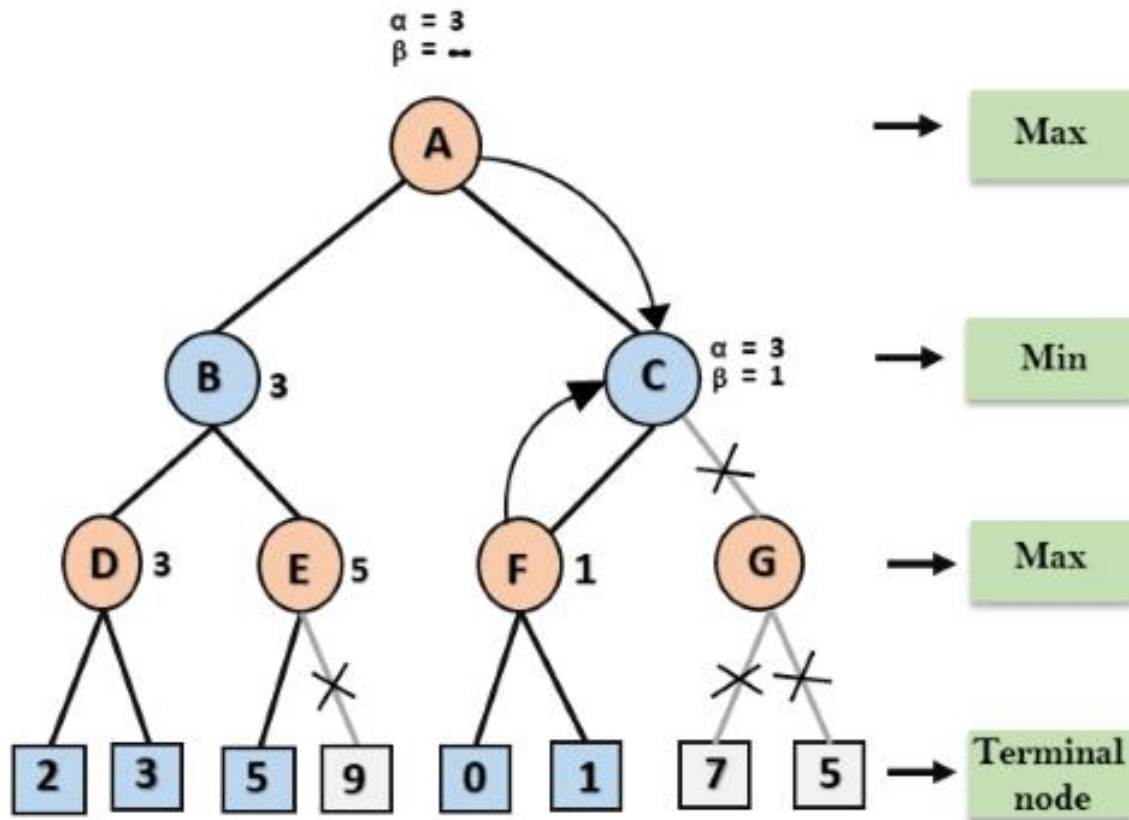 α = 3
β = ∞
A
Max
B
3
C
α = 3
β = 1
Min
D
3
E
5
F
1
G
Max
2
3
5
9
0
1
7
5
Terminal
node